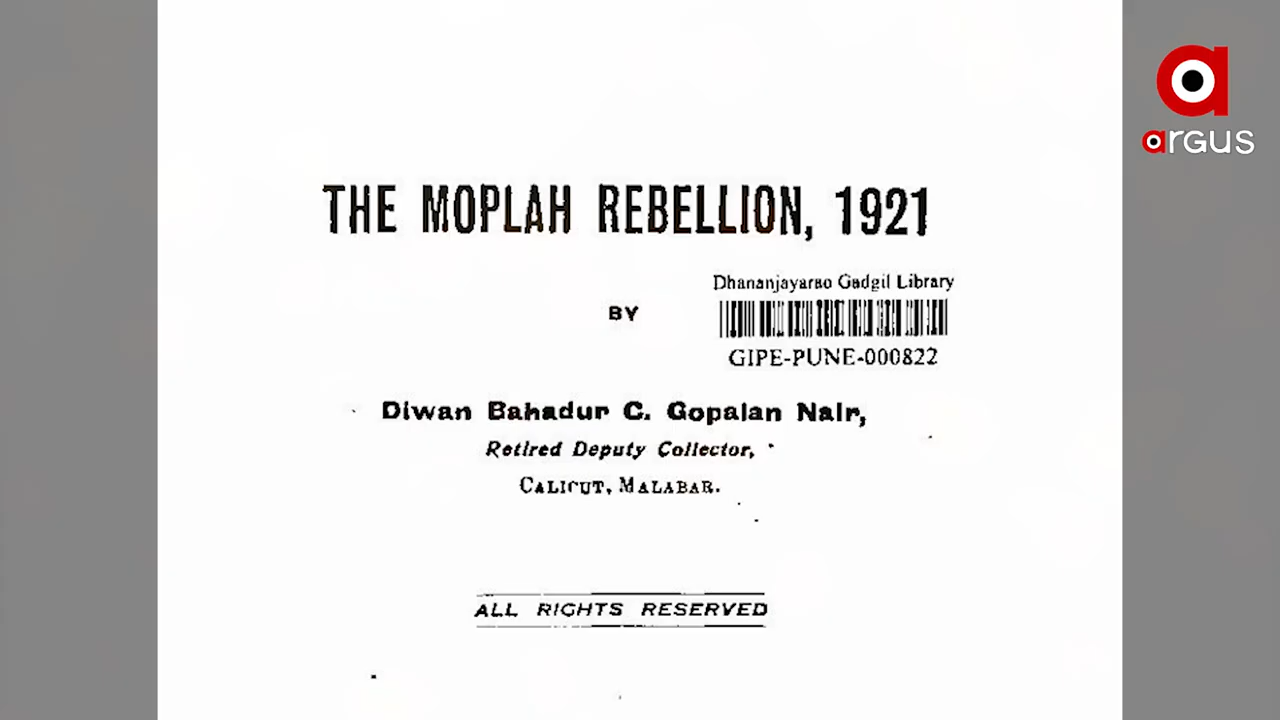 THE MOPLAH REBELLION, 1921
Dhananjayarao Gadgil Library
BY
GIPE-PUNE-000822
Diwan Bahadur C. Gopalan Nair,
Retired Deputy Collector,
CALICUT, MALABAR.
ALL RIGHTS RESERVED
a
argus